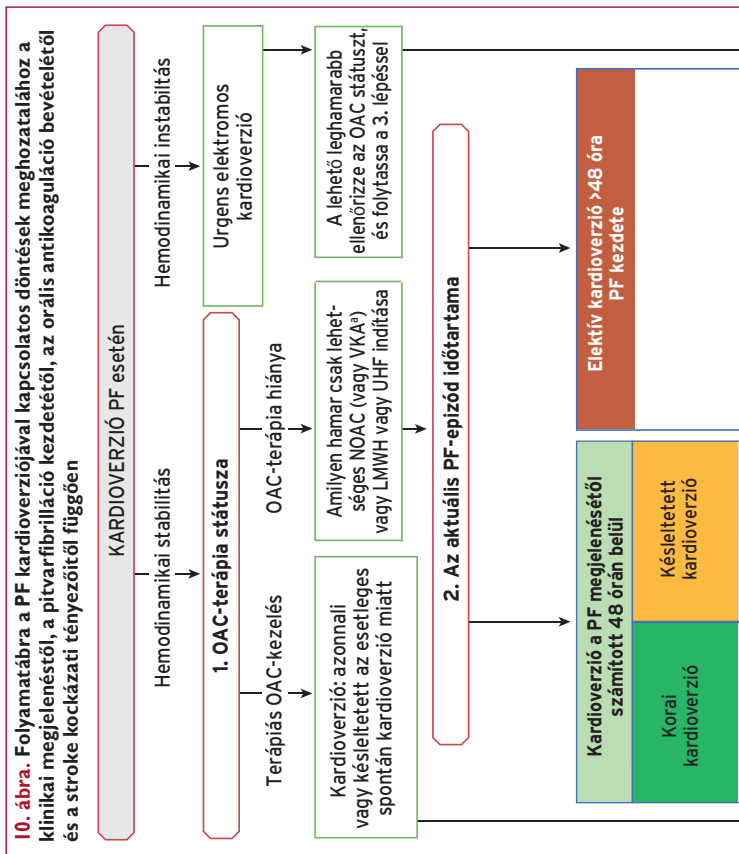 10. ábra. Folyamatábra a PF kardioverziójával kapcsolatos döntések meghozatalához a
klinikai megjelenéstől, a pitvarfibrilláció kezdetétől, az orális antikoaguláció bevételétől
és a stroke kockázati tényezőitől függően
KARDIOVERZIÓ PF esetén
Hemodinamikai stabilitás
Hemodinamikai instabilitás
1. OAC-terápia státusza
Urgens elektromos
kardioverzió
Terápiás OAC-kezelés
OAC-terápia hiánya
Kardioverzió: azonnali
vagy késleltetett az esetleges
spontán kardioverzió miatt
Amilyen hamar csak lehet-
séges NOAC (vagy VKAª)
vagy LMWH vagy UHF indítása
A lehető leghamarabb
ellenőrizze az OAC státuszt,
és folytassa a 3. lépéssel
2. Az aktuális PF-epizód időtartama
Kardioverzió a PF megjelenésétől
számított 48 órán belül
Elektív kardioverzió >48 óra
PF kezdete
Korai
kardioverzió
Késleltetett
kardioverzió